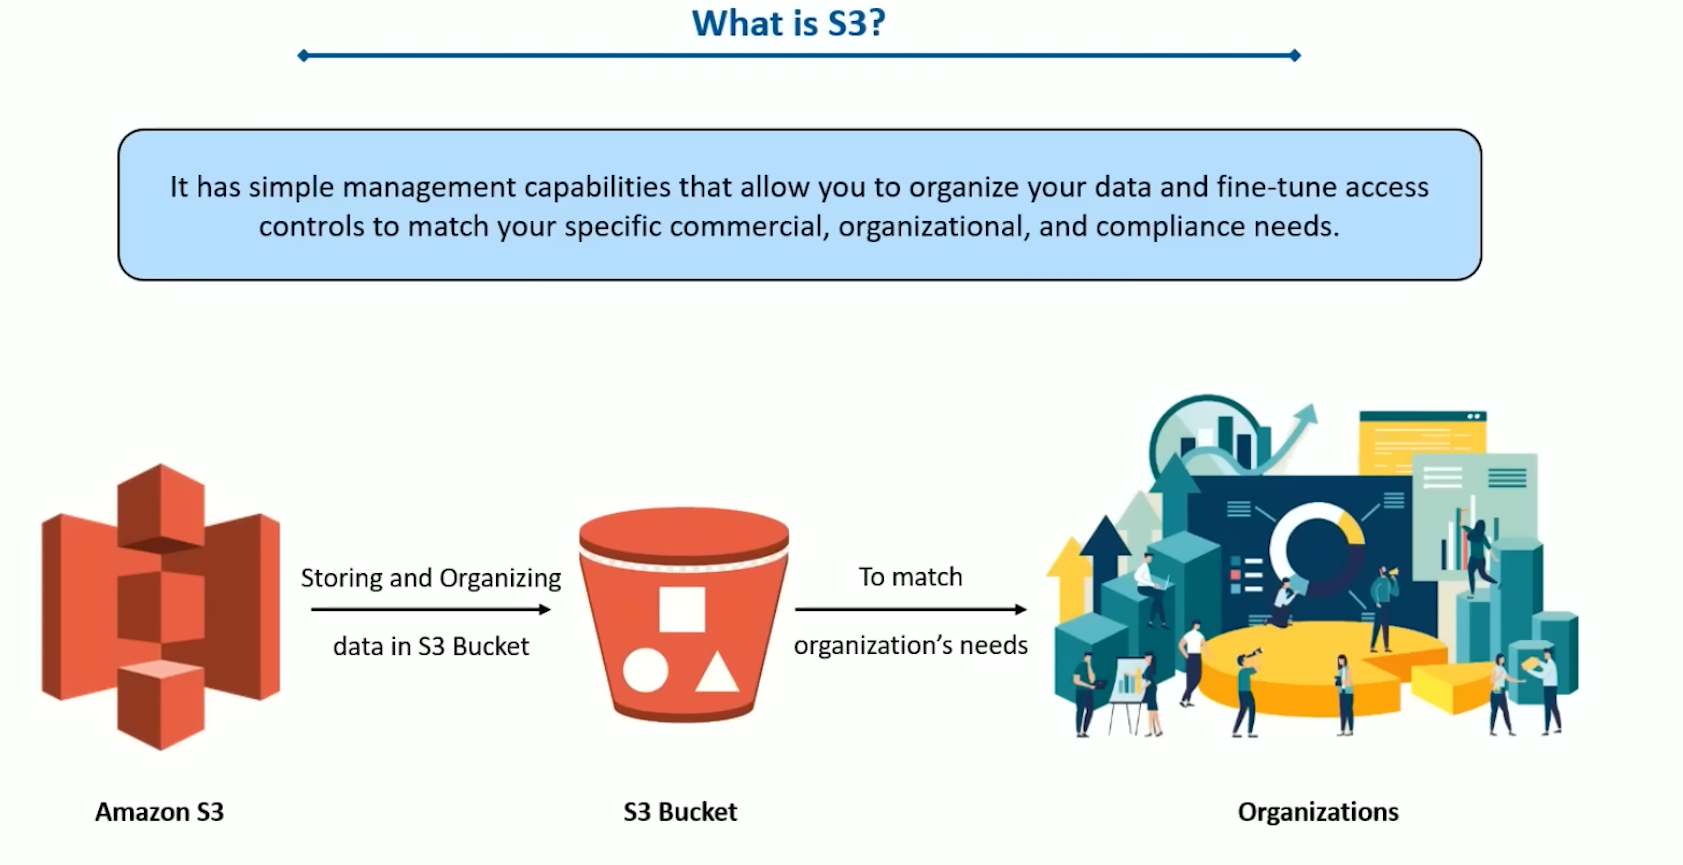 What is S3?
It has simple management capabilities that allow you to organize your data and fine-tune access
controls to match your specific commercial, organizational, and compliance needs.
Storing and Organizing
data in S3 Bucket
To match
organization’s needs
Amazon S3
S3 Bucket
Organizations